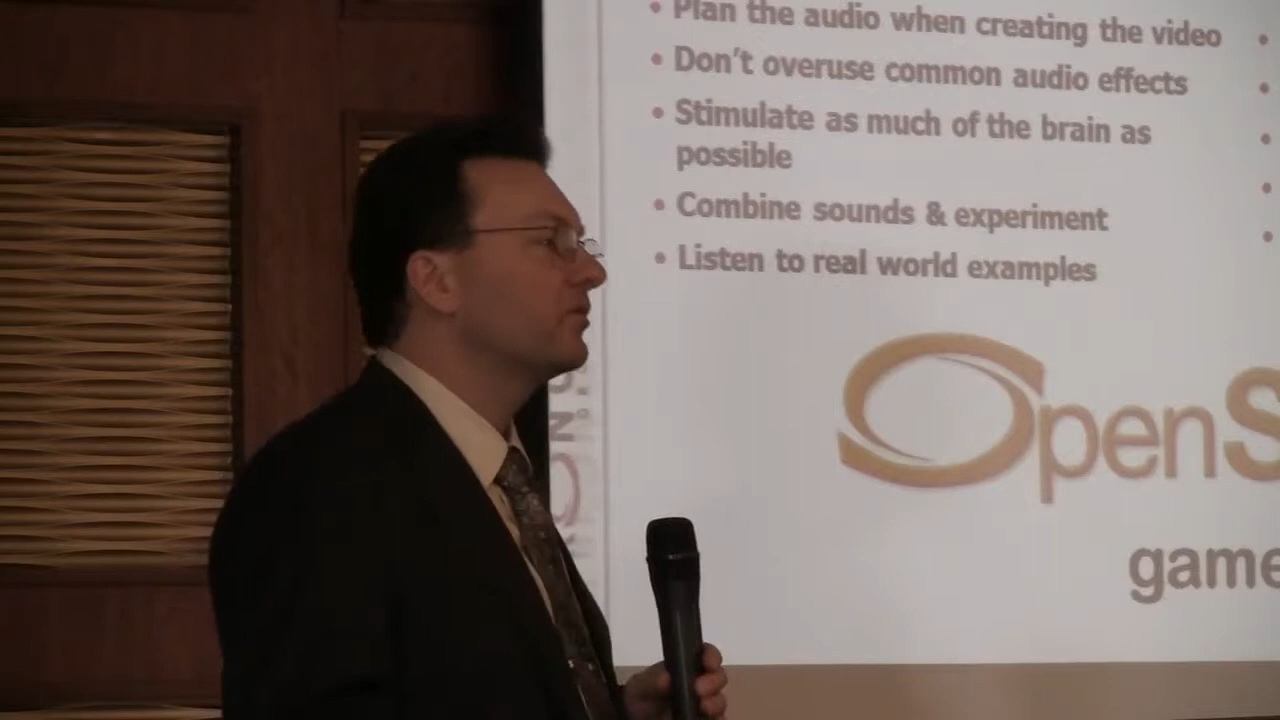 • Plan the audio when creating the video
• Don't overuse common audio effects
• Stimulate as much of the brain as
possible
• Combine sounds & experiment
• Listen to real world examples
OpenS
game